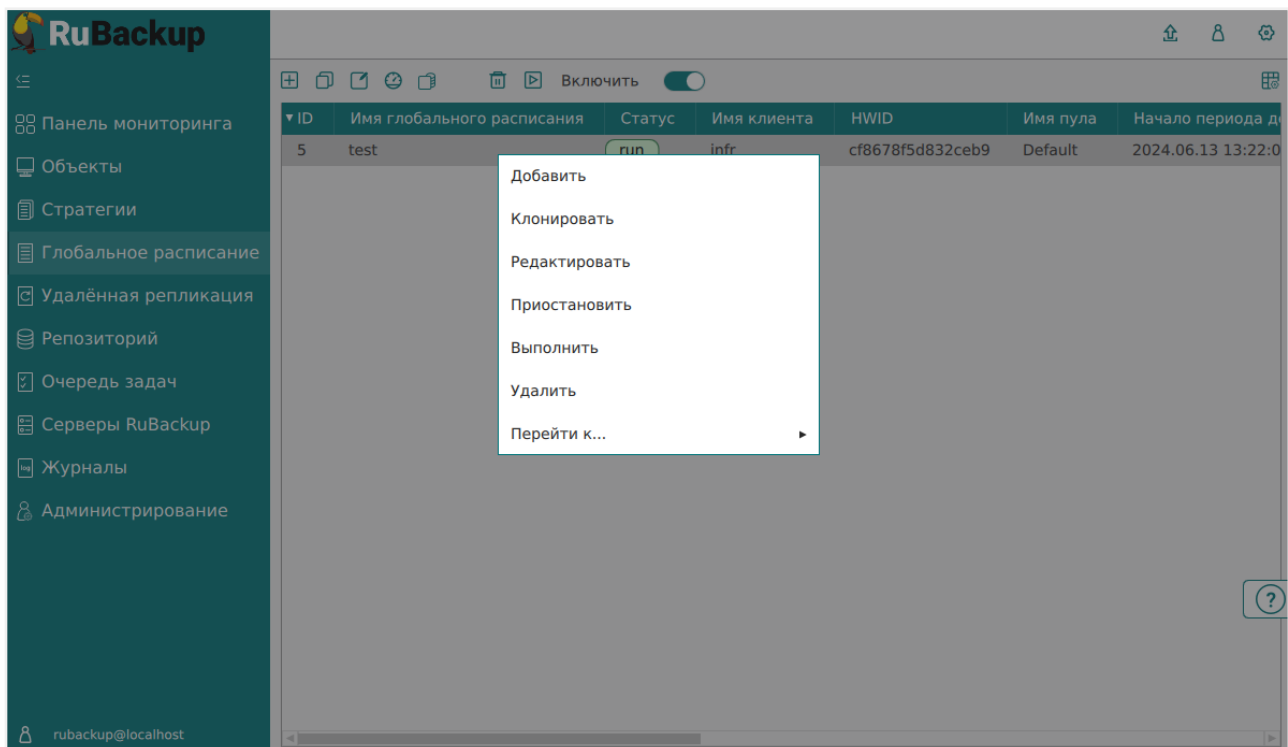 RuBackup
Включить
Панель мониторинга
Объекты
Стратегии
Глобальное расписание
Удалённая репликация
Репозиторий
Очередь задач
Серверы RuBackup
Журналы
Администрирование
rubackup@localhost
ID Имя глобального расписания Статус Имя клиента HWID Имя пула Начало периода де
5 test run infr cf8678f5d832ceb9 Default 2024.06.13 13:22:0
Добавить
Клонировать
Редактировать
Приостановить
Выполнить
Удалить
Перейти к...
?